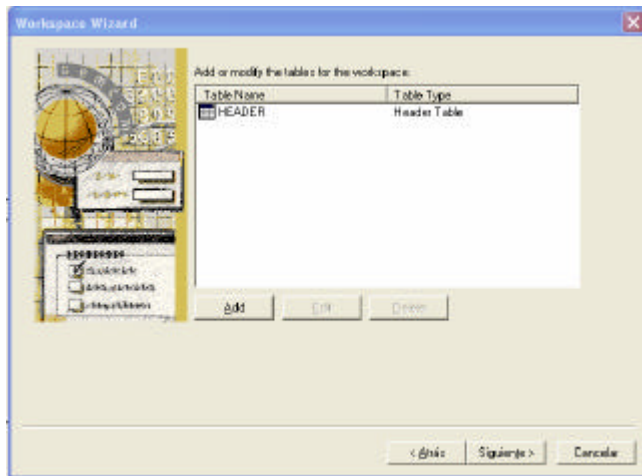 Workspace Wizard
Add or modify the tables for the workspace:
Table Name Table Type
HEADER Header Table
Add Edit Delete
< Atrás Siguiente > Cancelar